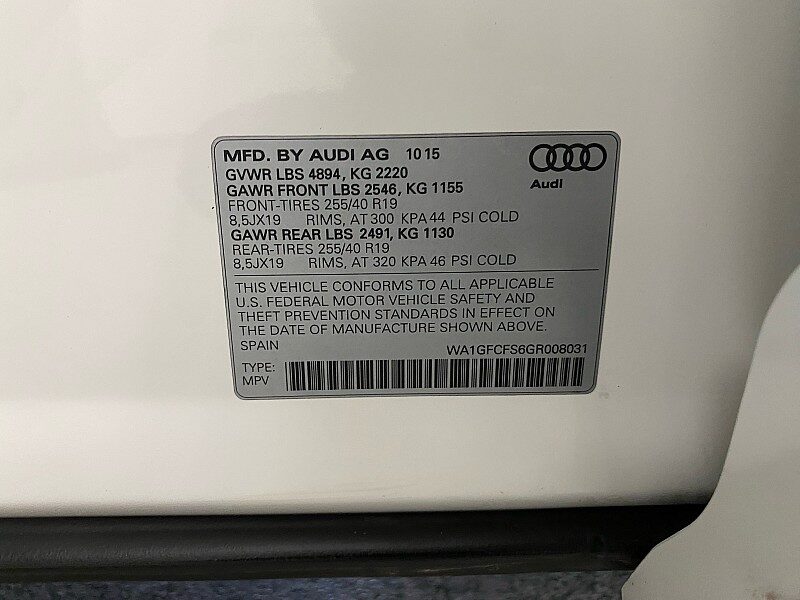 MFD. BY AUDI AG 10 15
GVWR LBS 4894, KG 2220
GAWR FRONT LBS 2546, KG 1155
FRONT-TIRES 255/40 R19
8,5JX19 RIMS, AT 300 KPA 44 PSI COLD
GAWR REAR LBS 2491, KG 1130
REAR-TIRES 255/40 R19
8,5JX19 RIMS, AT 320 KPA 46 PSI COLD
Audi
THIS VEHICLE CONFORMS TO ALL APPLICABLE
U.S. FEDERAL MOTOR VEHICLE SAFETY AND
THEFT PREVENTION STANDARDS IN EFFECT ON
THE DATE OF MANUFACTURE SHOWN ABOVE.
SPAIN WA1GFCFS6GR008031
TYPE:
MPV